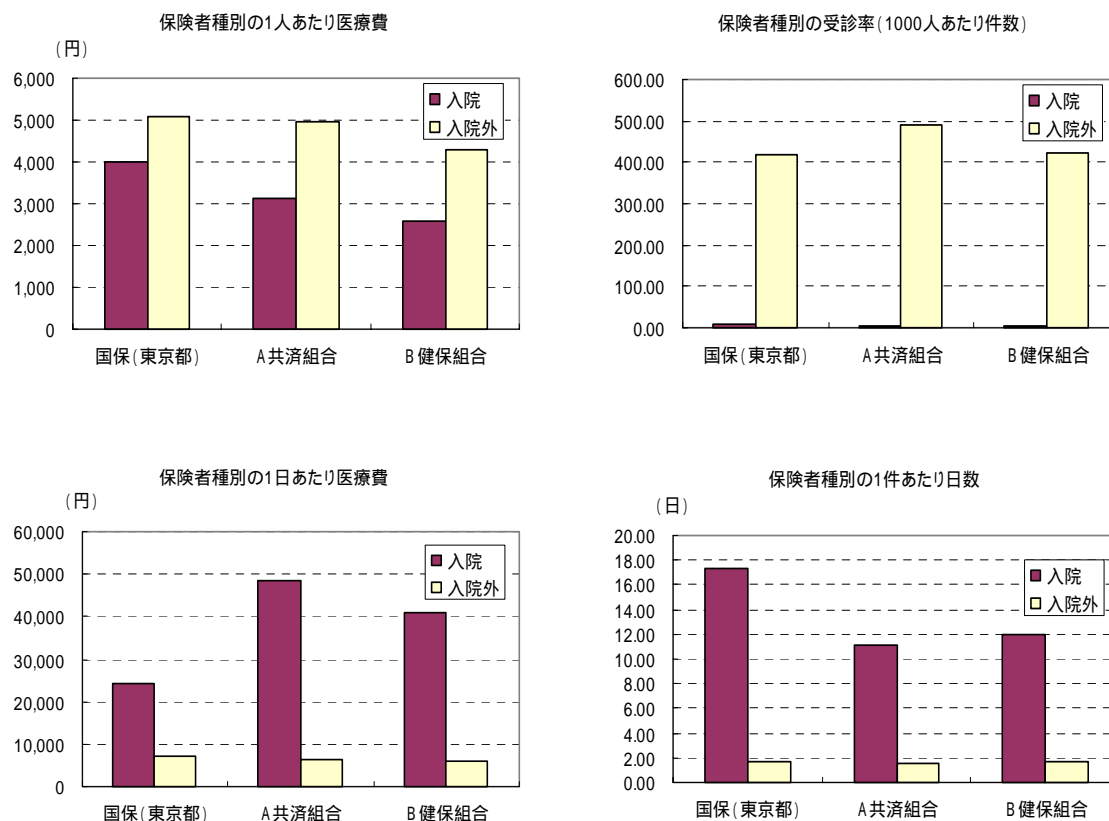 保険者種別の1人あたり医療費
(円)
6,000
5,000
4,000
3,000
2,000
1,000
0
入院
入院外
国保(東京都)
A共済組合
B健保組合
保険者種別の受診率(1000人あたり件数)
600.00
500.00
400.00
300.00
200.00
100.00
0.00
入院
入院外
国保(東京都)
A共済組合
B健保組合
保険者種別の1日あたり医療費
(円)
60,000
50,000
40,000
30,000
20,000
10,000
0
入院
入院外
国保(東京都)
A共済組合
B健保組合
保険者種別の1件あたり日数
(日)
20.00
18.00
16.00
14.00
12.00
10.00
8.00
6.00
4.00
2.00
0.00
入院
入院外
国保(東京都)
A共済組合
B健保組合